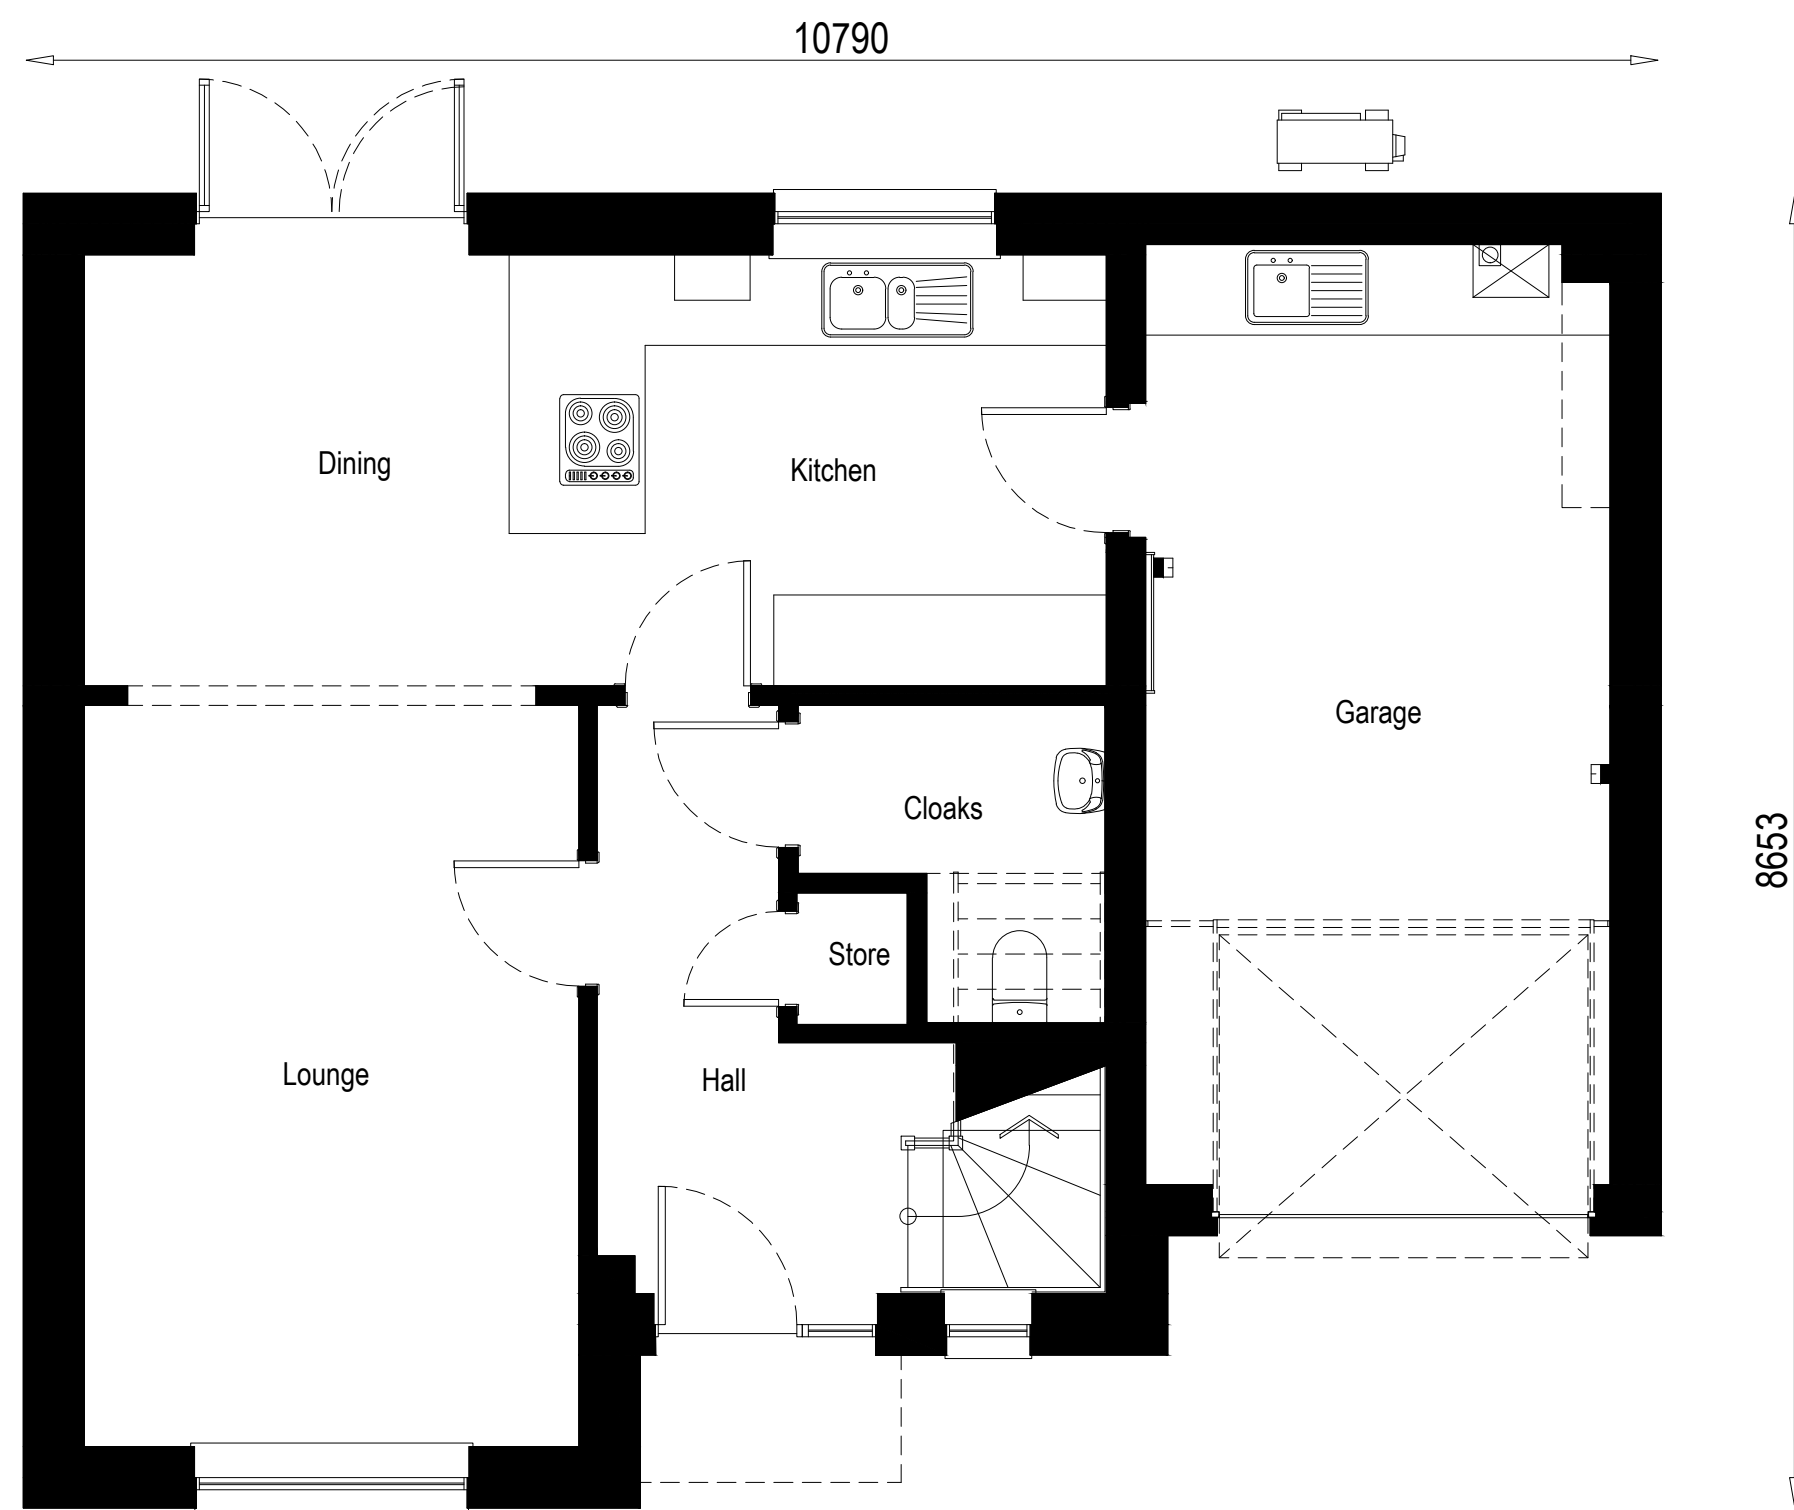 10790
Dining
Kitchen
Garage
Cloaks
8653
Store
Lounge
Hall